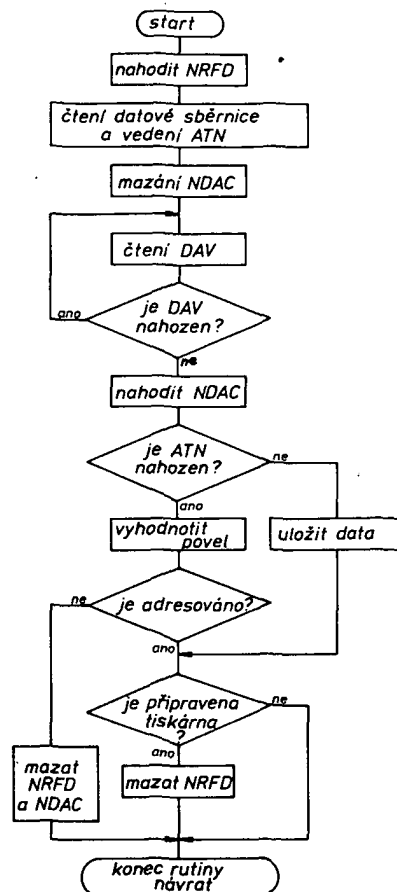 start
nahodit NRFD
čtení datové sběrnice
a vedení ATN
mazání NDAC
čtení DAV
ano
je DAV
nahozen?
ne
nahodit NDAC
je ATN
nahozen?
ne
ano
vyhodnotit
povel
uložit data
ne
je adresováno?
ano
je připravena
tiskárna
?
ne
ano
mazat
NRFD
a NDAC
mazat NRFD
konec rutiny
návrat